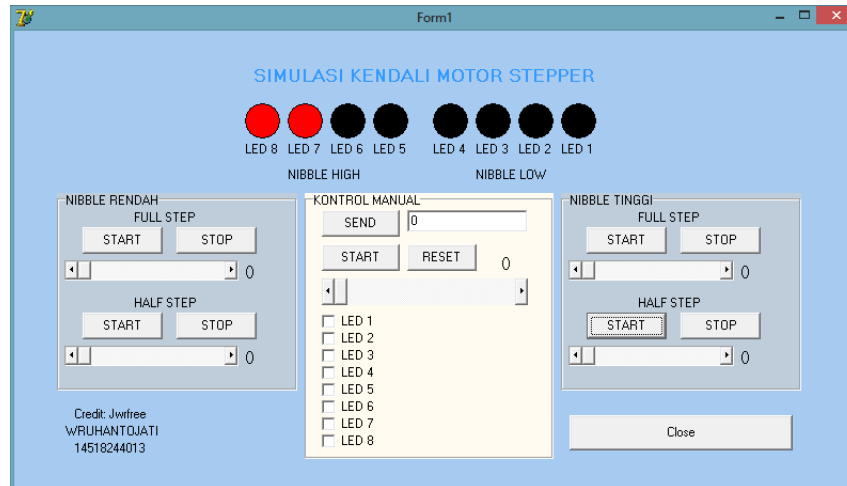 Form1
SIMULASI KENDALI MOTOR STEPPER
LED 8 LED 7 LED 6 LED 5 LED 4 LED 3 LED 2 LED 1
NIBBLE HIGH NIBBLE LOW
NIBBLE RENDAH
FULL STEP
START STOP
0
HALF STEP
START STOP
0
KONTROL MANUAL
SEND 0
START RESET 0
LED 1
LED 2
LED 3
LED 4
LED 5
LED 6
LED 7
LED 8
NIBBLE TINGGI
FULL STEP
START STOP
0
HALF STEP
START STOP
0
Credit: Jwrfree
WRUHANTOJATI
14518244013
Close